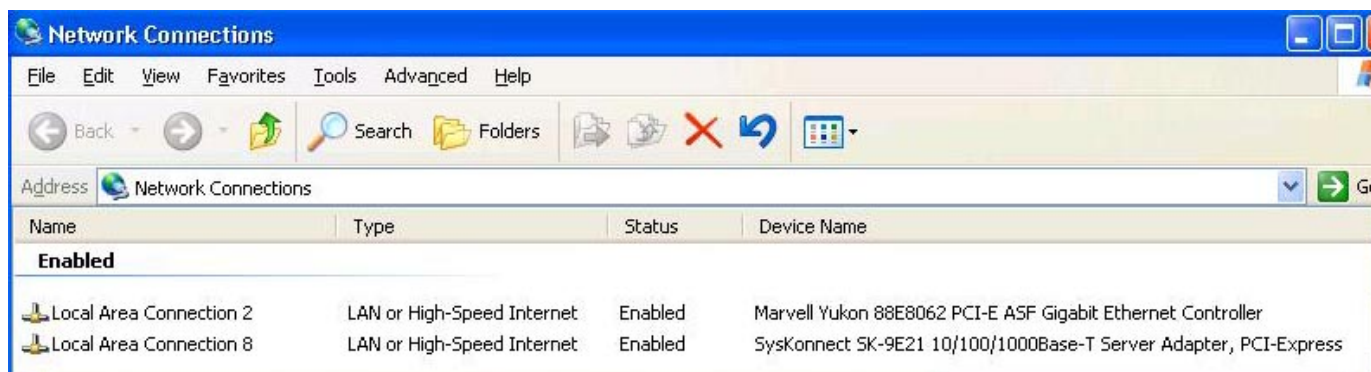 Network Connections
File Edit View Favorites Tools Advanced Help
Back Search Folders
Address Network Connections
Name Type Status Device Name
Enabled
Local Area Connection 2 LAN or High-Speed Internet Enabled Marvell Yukon 88E8062 PCI-E ASF Gigabit Ethernet Controller
Local Area Connection 8 LAN or High-Speed Internet Enabled SysKonnect SK-9E21 10/100/1000Base-T Server Adapter, PCI-Express